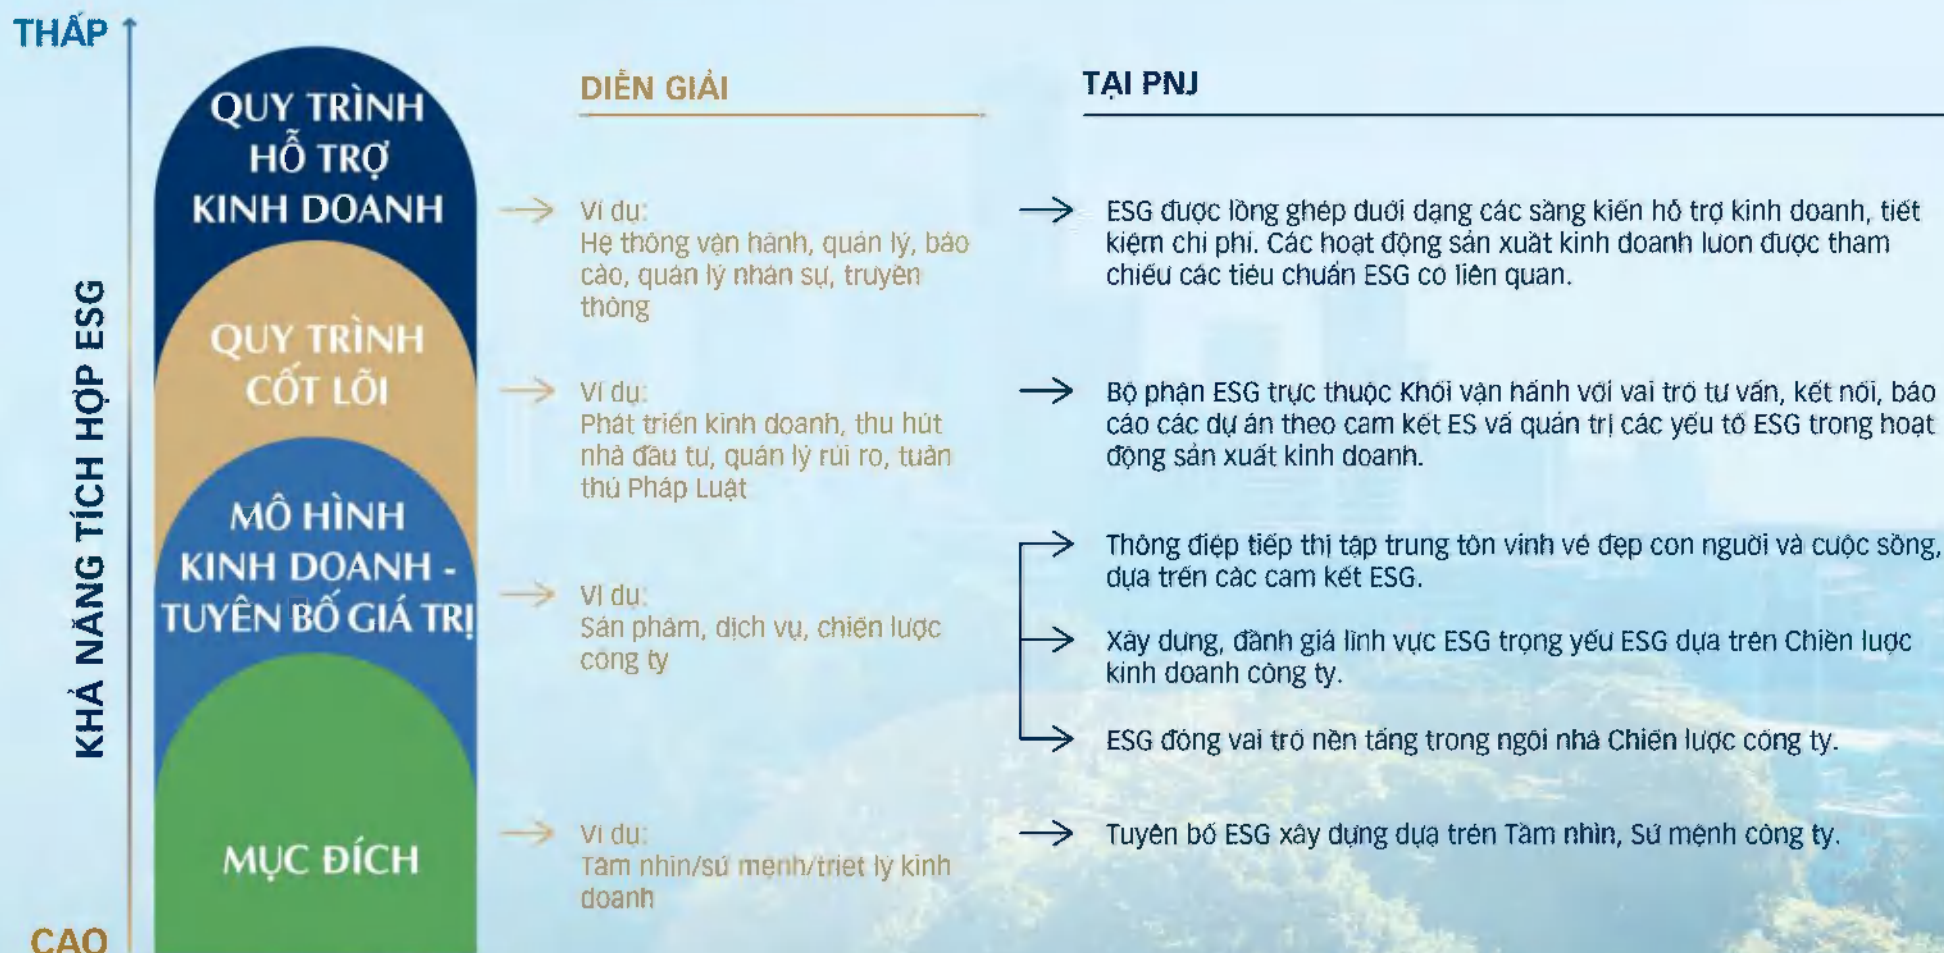 THẤP
QUY TRÌNH
HỖ TRỢ
KINH DOANH
QUY TRÌNH
CỐT LÕI
MÔ HÌNH
KINH DOANH -
TUYÊN BỐ GIÁ TRỊ
MỤC ĐÍCH
CAO
KHẢ NĂNG TÍCH HỢP ESG
DIỄN GIẢI
Ví dụ:
Hệ thống vận hành, quản lý, báo
cáo, quản lý nhân sự, truyền
thông
Ví dụ:
Phát triển kinh doanh, thu hút
nhà đầu tư, quản lý rủi ro, tuân
thủ Pháp Luật
Ví dụ:
Sản phẩm, dịch vụ, chiến lược
công ty
Ví dụ:
Tầm nhìn/sứ mệnh/triết lý kinh
doanh
TẠI PNJ
ESG được lồng ghép dưới dạng các sáng kiến hỗ trợ kinh doanh, tiết
kiệm chi phí. Các hoạt động sản xuất kinh doanh luôn được tham
chiếu các tiêu chuẩn ESG có liên quan.
Bộ phận ESG trực thuộc Khối vận hành với vai trò tư vấn, kết nối, báo
cáo các dự án theo cam kết ES và quản trị các yếu tố ESG trong hoạt
động sản xuất kinh doanh.
Thông điệp tiếp thị tập trung tôn vinh vẻ đẹp con người và cuộc sống,
dựa trên các cam kết ESG.
Xây dựng, đánh giá lĩnh vực ESG trọng yếu ESG dựa trên Chiến lược
kinh doanh công ty.
ESG đóng vai trò nền tảng trong ngôi nhà Chiến lược công ty.
Tuyên bố ESG xây dựng dựa trên Tầm nhìn, Sứ mệnh công ty.